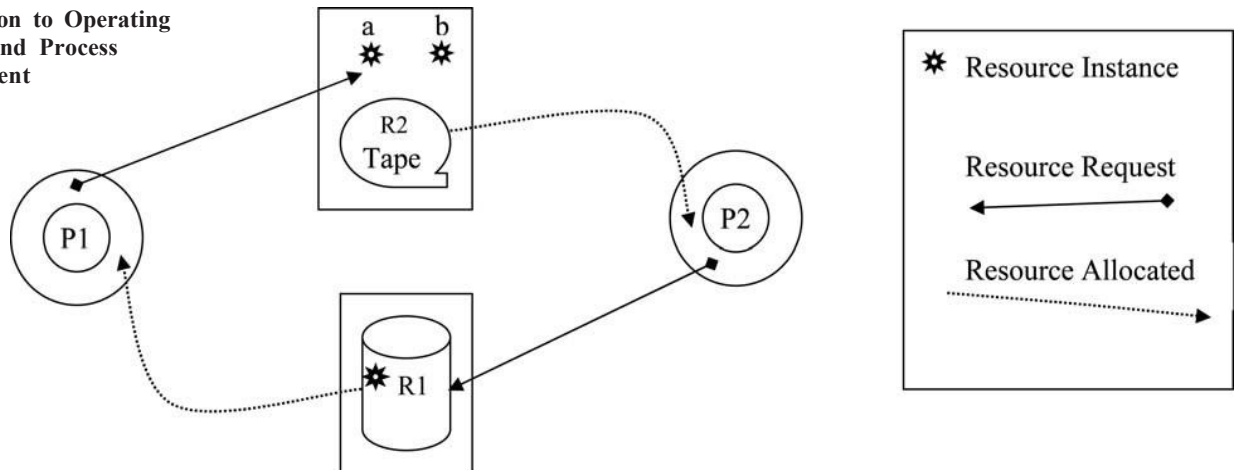 on to Operating
nd Process
ent
a b
R2
Tape
P1
P2
R1
Resource Instance
Resource Request
Resource Allocated